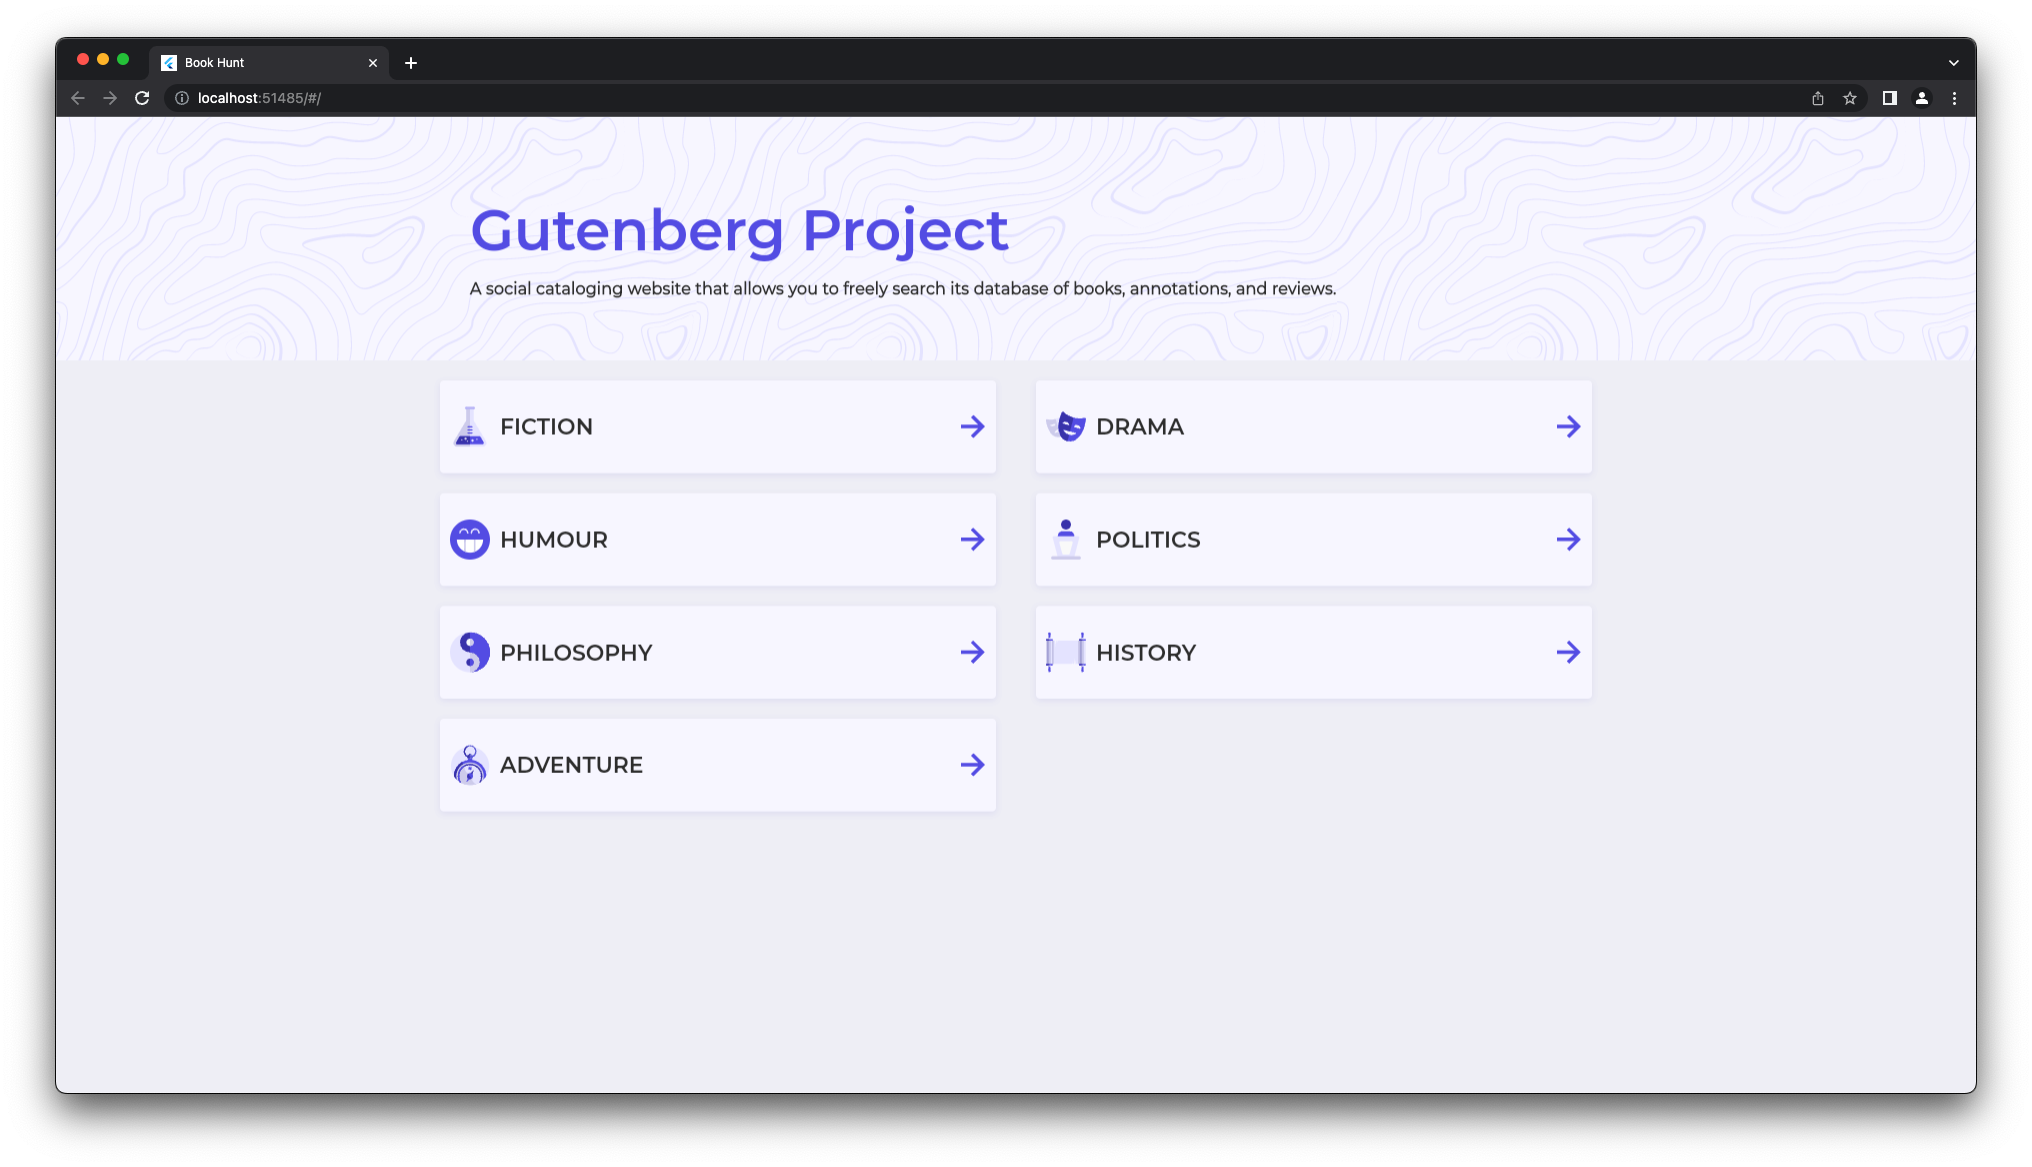 Book Hunt
localhost:51485/#/
Gutenberg Project
A social cataloging website that allows you to freely search its database of books, annotations, and reviews.
FICTION
DRAMA
HUMOUR
POLITICS
PHILOSOPHY
HISTORY
ADVENTURE